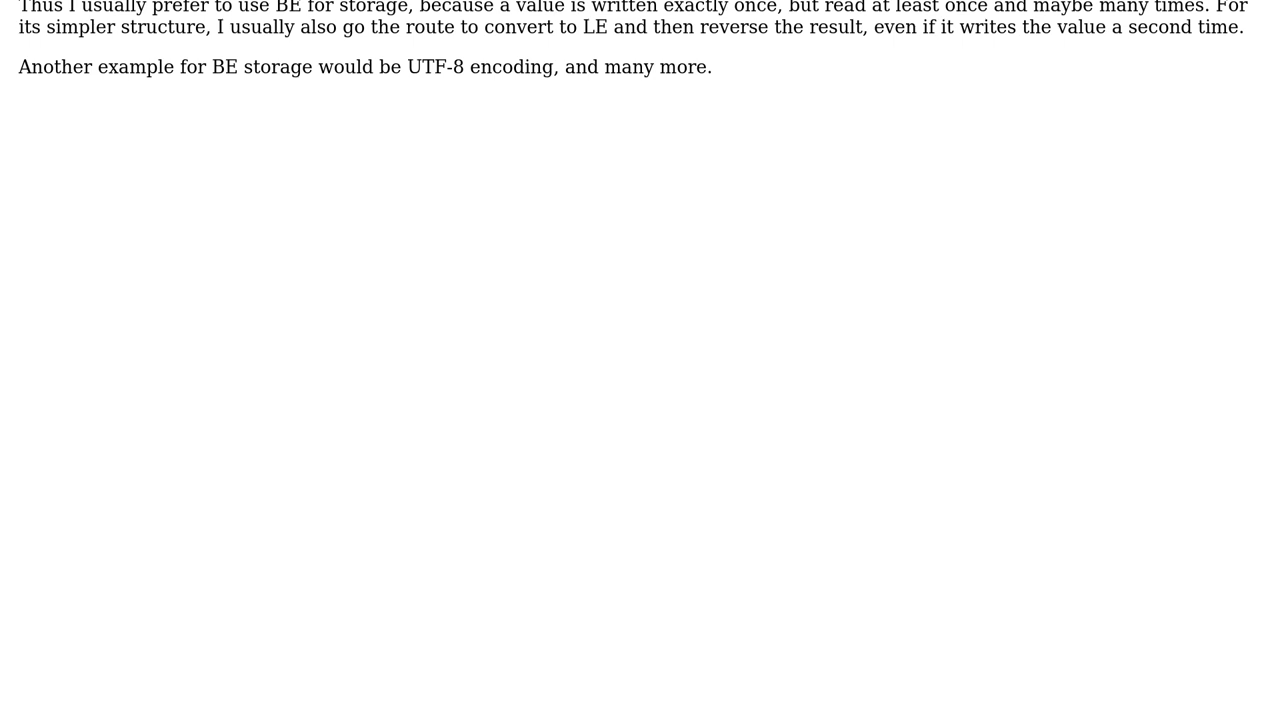 Thus I usually prefer to use BE for storage, because a value is written exactly once, but read at least once and maybe many times. For
its simpler structure, I usually also go the route to convert to LE and then reverse the result, even if it writes the value a second time.
Another example for BE storage would be UTF-8 encoding, and many more.